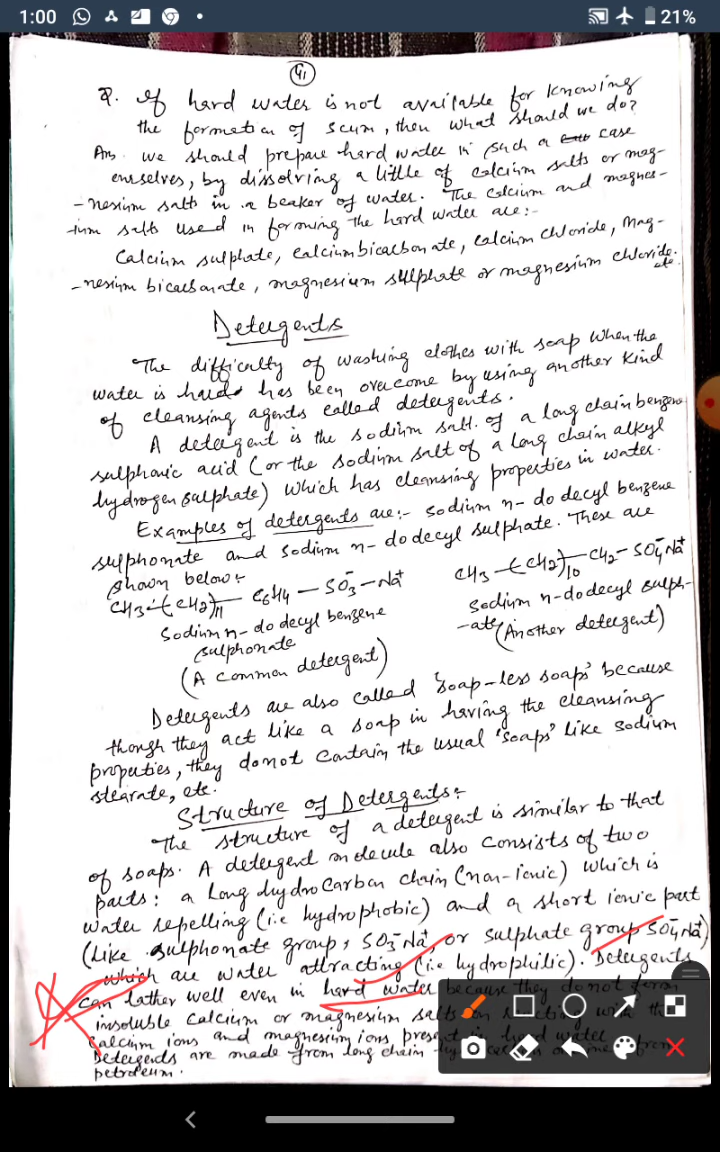 1:00
21%
91
Q. If hard water is not available for knowing
the formation of scum, then what should we do?
Ans. we should prepare hard water in such a case
ourselves, by dissolving a little of calcium salts or mag-
-nesium salts in a beaker of water. The calcium and magnes-
-ium salts used in forming the hard water are:-
Calcium sulphate, calcium bicarbonate, calcium chloride, Mag-
-nesium bicarbonate, magnesium sulphate or magnesium chloride.
etc.
Detergents
The difficulty of washing clothes with soap when the
water is hard has been overcome by using another kind
of cleansing agents called detergents.
A detergent is the sodium salt of a long chain benzene
sulphonic acid (or the sodium salt of a long chain alkyl
hydrogen sulphate) which has cleansing properties in water.
Examples of detergents are:- sodium n-do decyl benzene
sulphonate and sodium n-dodecyl sulphate. These are
shown below:-
CH3-(CH2)11-C6H4-SO3⁻-Na⁺ CH3-(CH2)10-CH2-SO4⁻Na⁺
Sodium n-do decyl benzene Sodium n-dodecyl sulph-
sulphonate -ate
(A common detergent) (Another detergent)
Detergents are also called 'soap-less soaps' because
though they act like a soap in having the cleansing
properties, they donot contain the usual 'soaps' like sodium
stearate, etc.
Structure of Detergents:-
The structure of a detergent is similar to that
of soaps. A detergent molecule also consists of two
parts: a long hydrocarbon chain (non-ionic) which is
water repelling (i.e hydrophobic) and a short ionic part
(like sulphonate group, SO3⁻Na⁺, or sulphate group SO4⁻Na⁺)
which are water attracting (i.e hydrophilic). Detergents
can lather well even in hard water because they do not form
insoluble calcium or magnesium salts on reacting with the
calcium ions and magnesium ions present in hard water
Detergents are made from long chain from
petroleum.